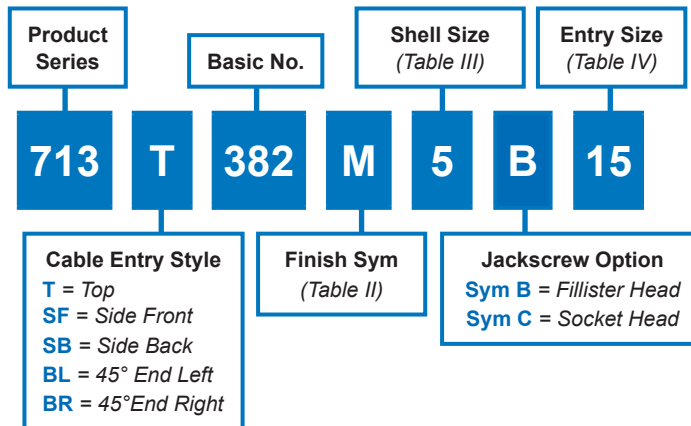 Product
Series
Basic No.
Shell Size
(Table III)
Entry Size
(Table IV)
713 T 382 M 5 B 15
Cable Entry Style
T = Top
SF = Side Front
SB = Side Back
BL = 45° End Left
BR = 45°End Right
Finish Sym
(Table II)
Jackscrew Option
Sym B = Fillister Head
Sym C = Socket Head